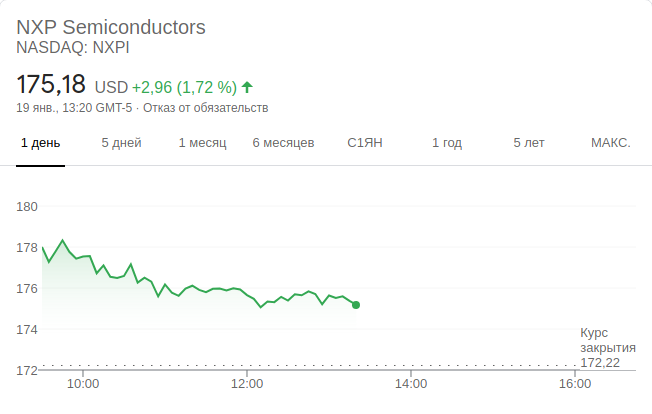 NXP Semiconductors
NASDAQ: NXPI
175,18 USD +2,96 (1,72 %)
19 янв., 13:20 GMT-5 · Отказ от обязательств
1 день 5 дней 1 месяц 6 месяцев С1ЯН 1 год 5 лет МАКС.
180
178
176
174
172
Курс
закрытия
172,22
10:00 12:00 14:00 16:00